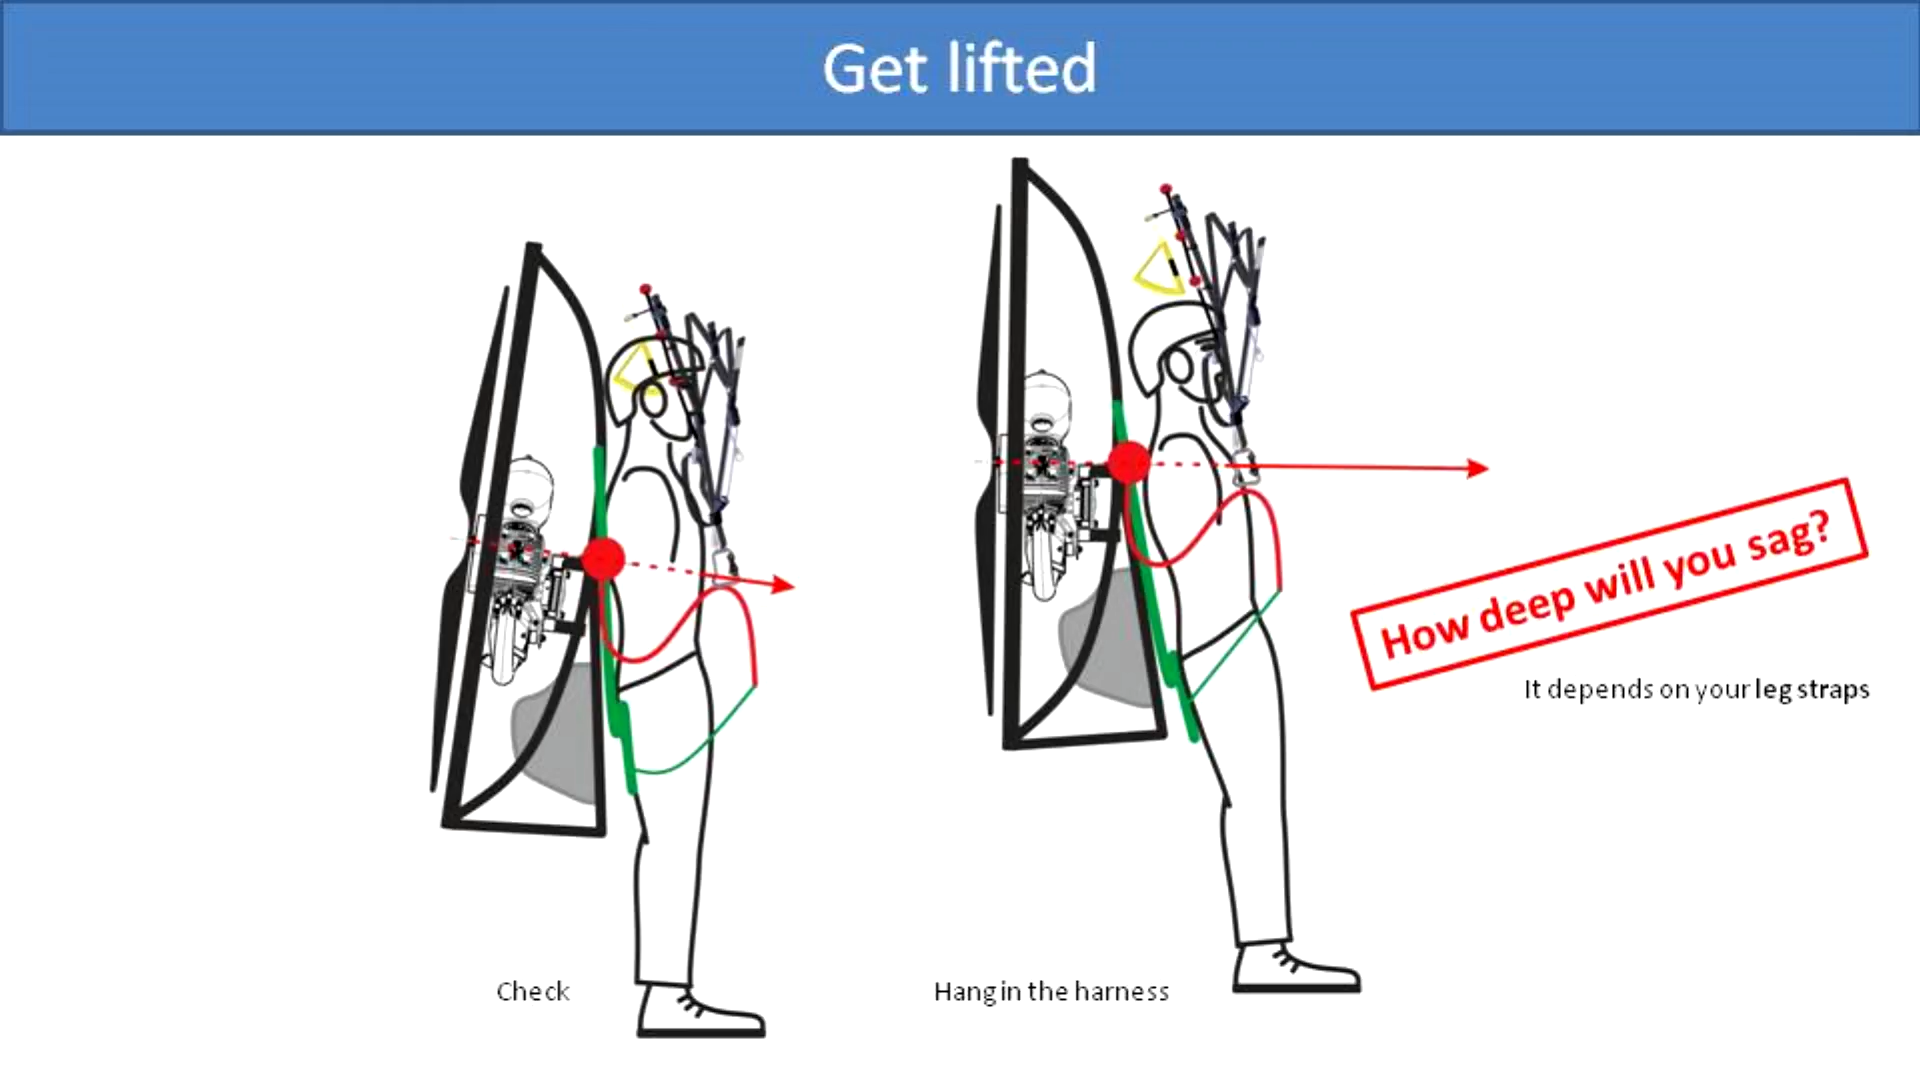 Get lifted
How deep will you sag?
It depends on your leg straps
Check
Hang in the harness